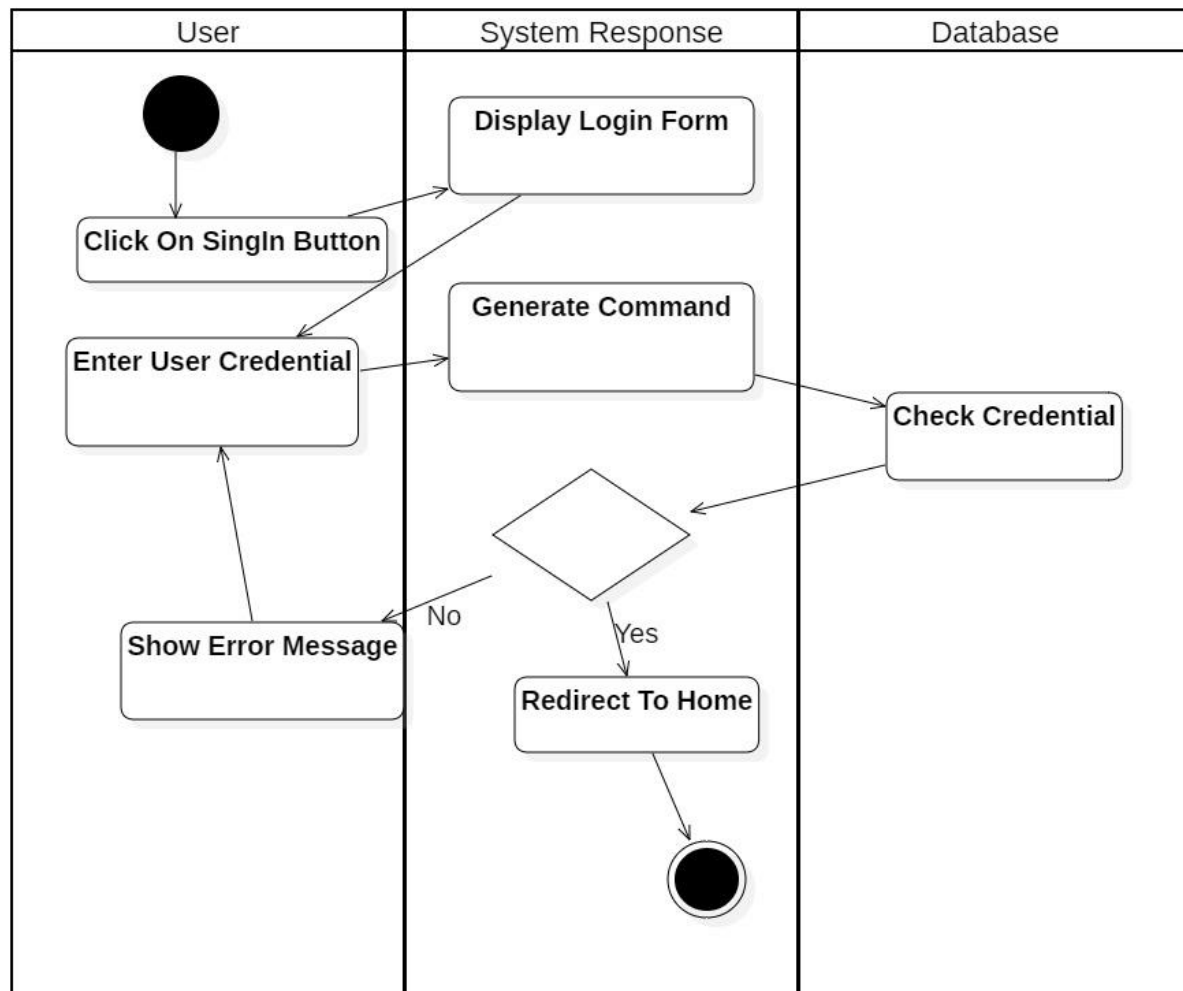 User
System Response
Database
Display Login Form
Click On SingIn Button
Generate Command
Enter User Credential
Check Credential
No
Yes
Show Error Message
Redirect To Home